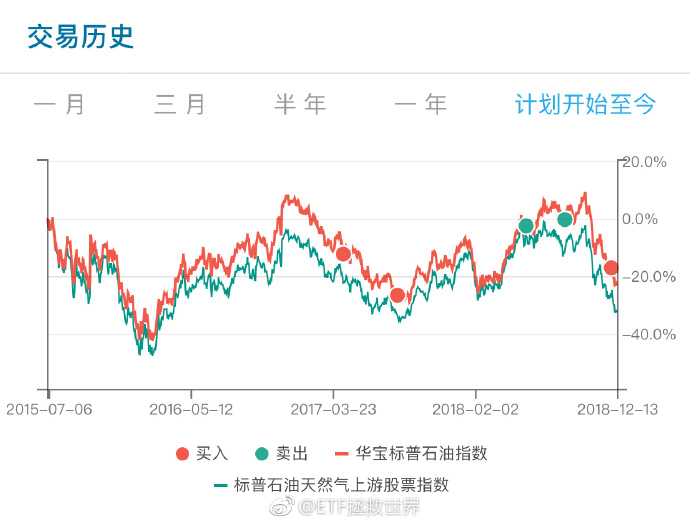 交易历史
一月 三月 半年 一年 计划开始至今
20.0%
0.0%
-20.0%
-40.0%
2015-07-06 2016-05-12 2017-03-23 2018-02-02 2018-12-13
买入 卖出 华宝标普石油指数
标普石油天然气上游股票指数
@ETF拯救世界